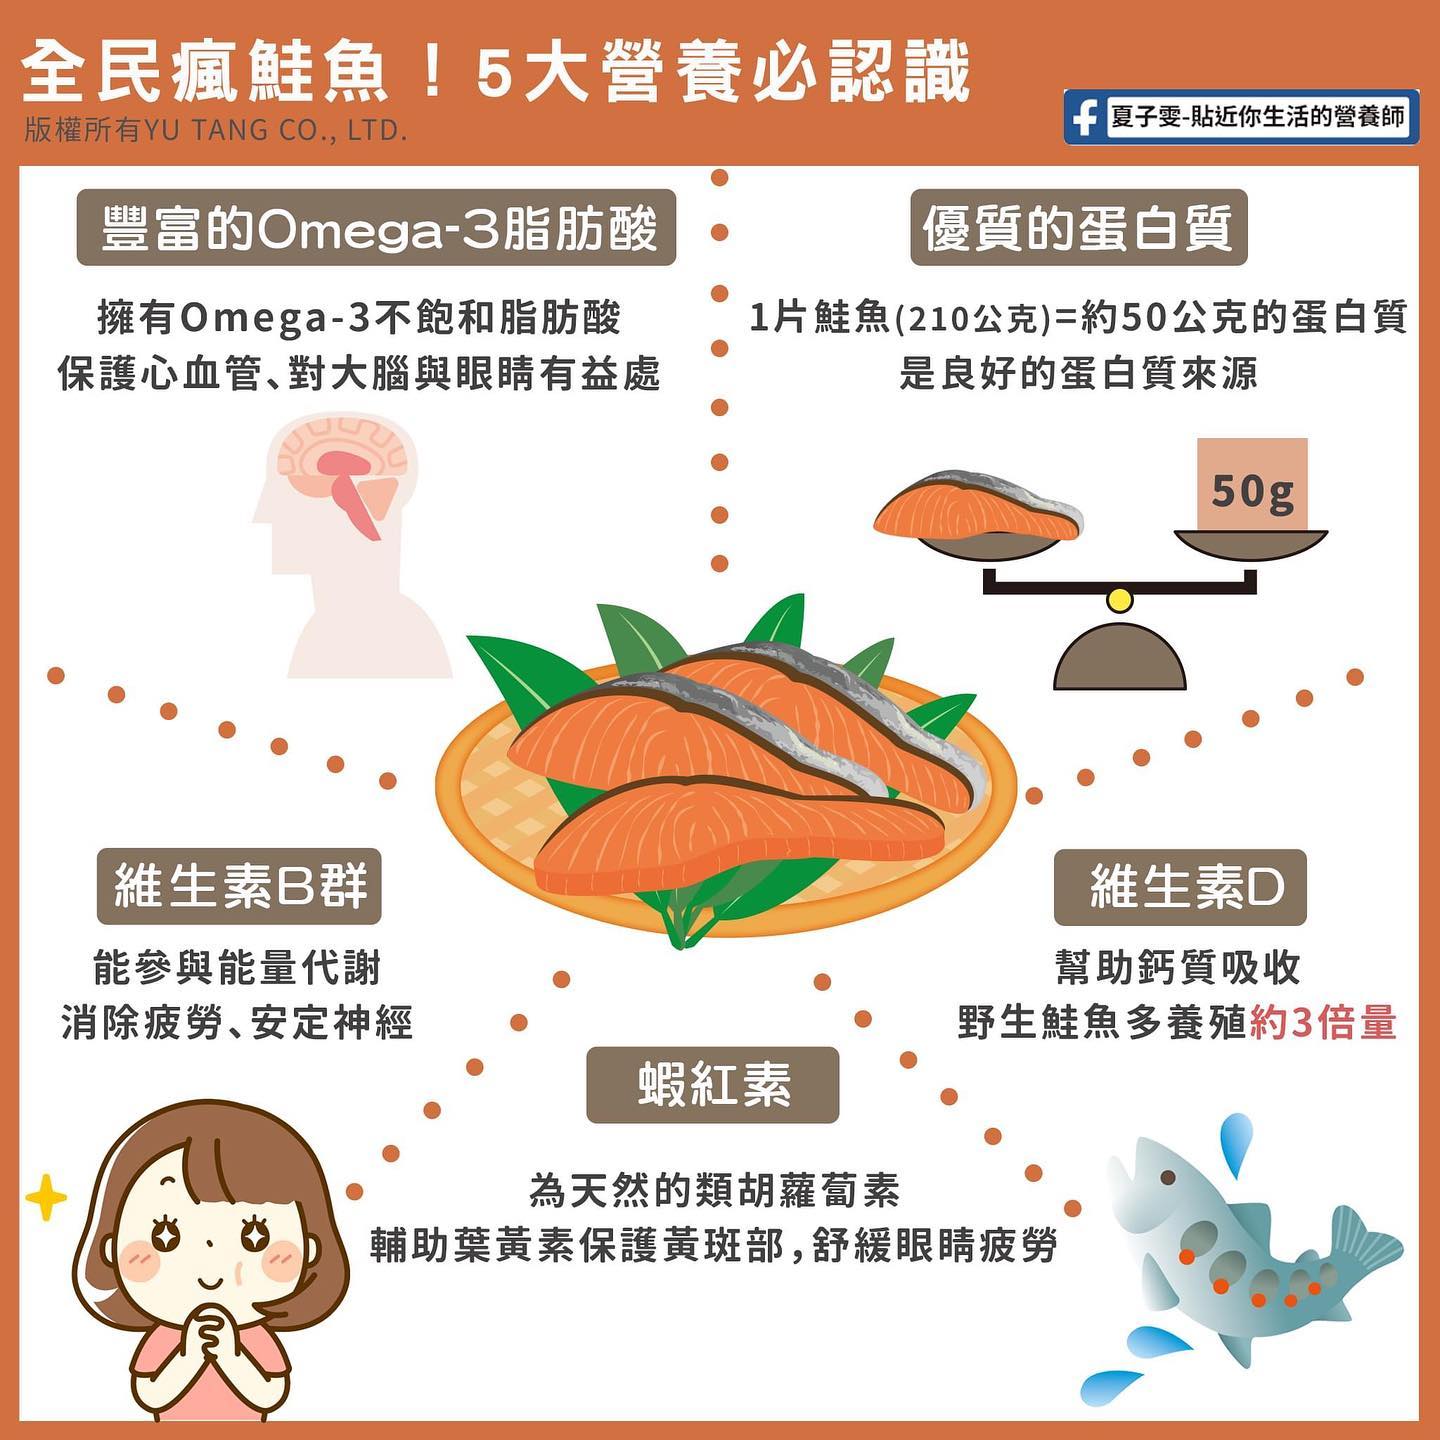 全民瘋鮭魚！5大營養必認識
版權所有YU TANG CO., LTD.
夏子雯-貼近你生活的營養師
豐富的Omega-3脂肪酸
擁有Omega-3不飽和脂肪酸
保護心血管、對大腦與眼睛有益處
優質的蛋白質
1片鮭魚(210公克)=約50公克的蛋白質
是良好的蛋白質來源
50g
維生素B群
能參與能量代謝
消除疲勞、安定神經
維生素D
幫助鈣質吸收
野生鮭魚多養殖約3倍量
蝦紅素
為天然的類胡蘿蔔素
輔助葉黃素保護黃斑部,舒緩眼睛疲勞